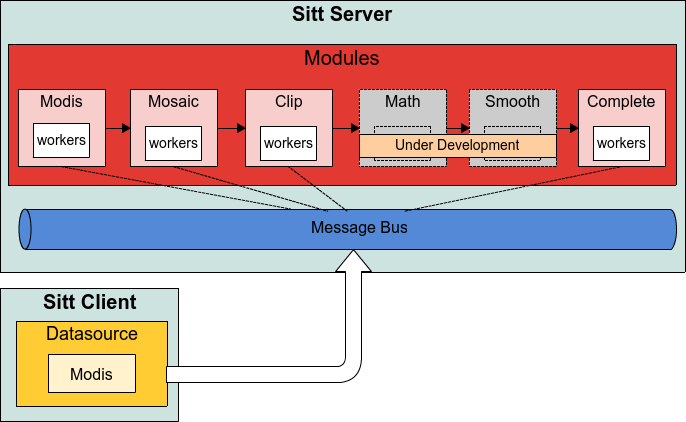 Sitt Server
Modules
Modis
Mosaic
Clip
Math
Smooth
Complete
workers
workers
workers
Under Development
workers
Message Bus
Sitt Client
Datasource
Modis